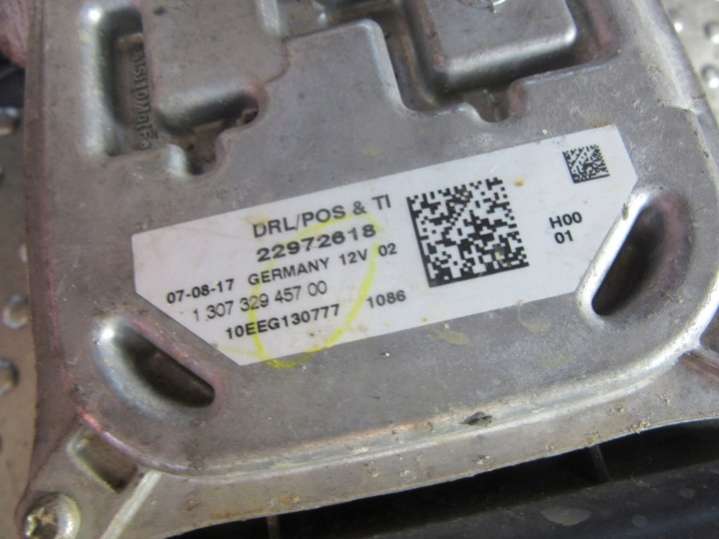 DRL/POS & TI
22972618
07-08-17 GERMANY 12V 02
1 307 329 457 00
10EEG130777 1086
H00
01